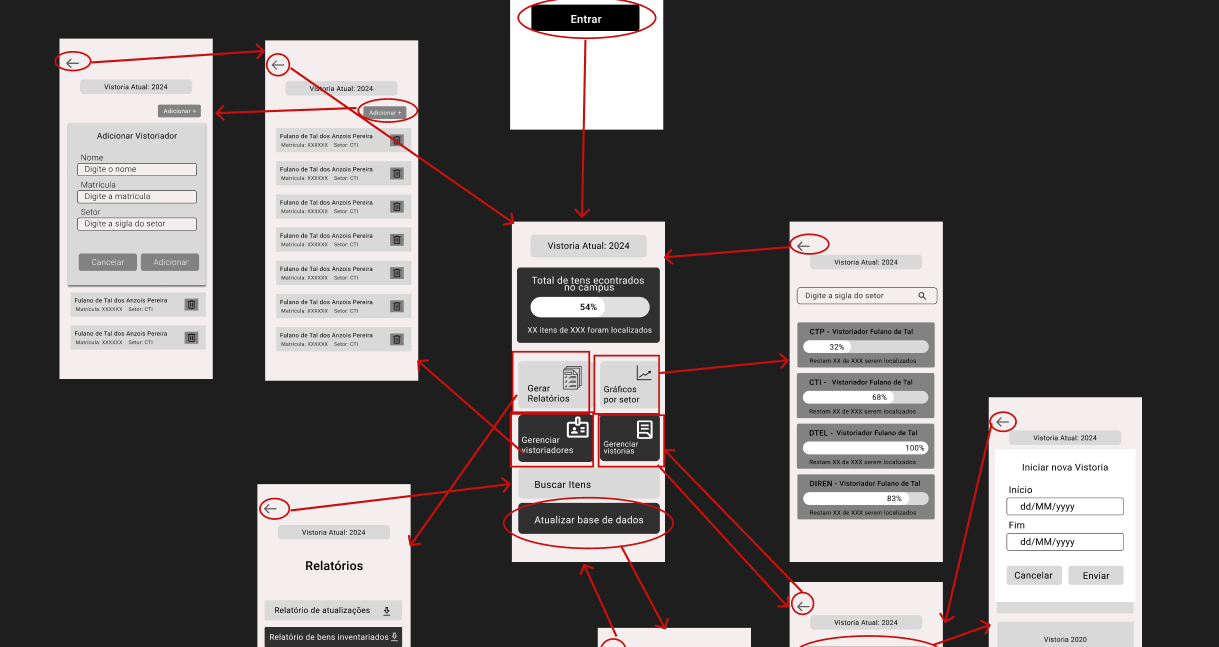 Entrar
Vistoria Atual: 2024
Adicionar +
Adicionar Vistoriador
Nome
Digite o nome
Matrícula
Digite a matrícula
Setor
Digite a sigla do setor
Cancelar
Adicionar
Fulano de Tal dos Anzois Pereira
Matrícula: XXXXXX Setor: CTI
Fulano de Tal dos Anzois Pereira
Matrícula: XXXXXX Setor: CTI
Vistoria Atual: 2024
Adicionar +
Fulano de Tal dos Anzois Pereira
Matrícula: XXXXXX Setor: CTI
Fulano de Tal dos Anzois Pereira
Matrícula: XXXXXX Setor: CTI
Fulano de Tal dos Anzois Pereira
Matrícula: XXXXXX Setor: CTI
Fulano de Tal dos Anzois Pereira
Matrícula: XXXXXX Setor: CTI
Fulano de Tal dos Anzois Pereira
Matrícula: XXXXXX Setor: CTI
Fulano de Tal dos Anzois Pereira
Matrícula: XXXXXX Setor: CTI
Fulano de Tal dos Anzois Pereira
Matrícula: XXXXXX Setor: CTI
Vistoria Atual: 2024
Total de tens econtrados
no campus
54%
XX itens de XXX foram localizados
Gerar
Relatórios
Gráficos
por setor
Gerenciar
vistoriadores
Gerenciar
vistorias
Buscar Itens
Atualizar base de dados
Vistoria Atual: 2024
Digite a sigla do setor
CTP - Vistoriador Fulano de Tal
32%
Restam XX de XXX serem localizados
CTI - Vistoriador Fulano de Tal
68%
Restam XX de XXX serem localizados
DTEL - Vistoriador Fulano de Tal
100%
Restam XX de XXX serem localizados
DIREN - Vistoriador Fulano de Tal
83%
Restam XX de XXX serem localizados
Vistoria Atual: 2024
Iniciar nova Vistoria
Início
dd/MM/yyyy
Fim
dd/MM/yyyy
Cancelar
Enviar
Vistoria 2020
Vistoria Atual: 2024
Relatórios
Relatório de atualizações
Relatório de bens inventariados
Vistoria Atual: 2024